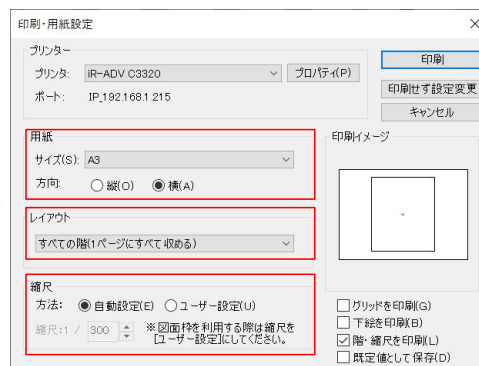 印刷・用紙設定
プリンター
プリンタ: iR-ADV C3320 プロパティ(P)
ポート: IP_192.168.1.215
印刷
印刷せず設定変更
キャンセル
用紙
サイズ(S): A3
方向: 縦(O) 横(A)
レイアウト
すべての階(1ページにすべて収める)
縮尺
方法: 自動設定(E) ユーザー設定(U)
縮尺:1 / 300 ※図面枠を利用する際は縮尺を
[ユーザー設定]にしてください。
印刷イメージ
グリッドを印刷(G)
下絵を印刷(B)
階・縮尺を印刷(L)
既定値として保存(D)